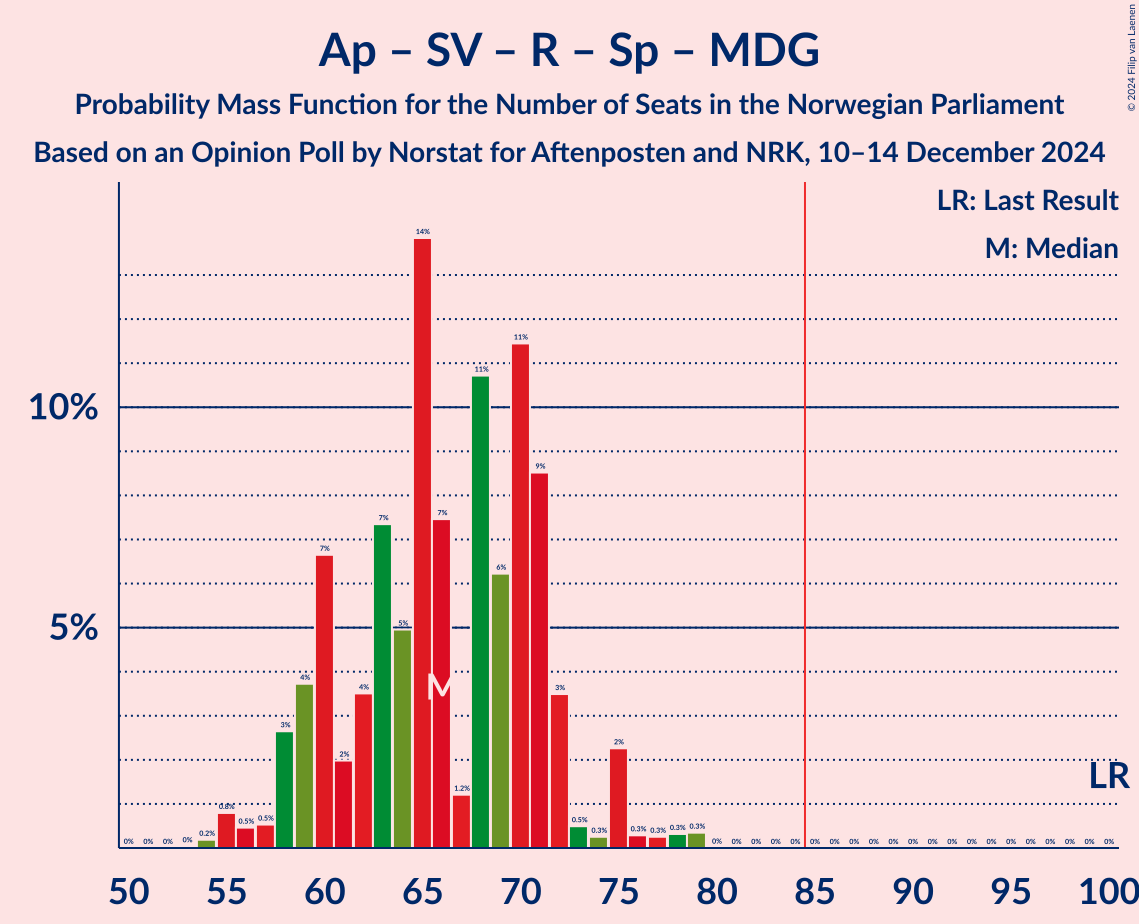 Ap – SV – R – Sp – MDG
Probability Mass Function for the Number of Seats in the Norwegian Parliament
Based on an Opinion Poll by Norstat for Aftenposten and NRK, 10–14 December 2024
© 2024 Filip van Laenen
LR: Last Result
M: Median
10%
5%
0% 0% 0% 0% 0.2% 0.8% 0.5% 0.5% 3% 4% 7% 2% 4% 7% 5% 14% 7% 1.2% 11% 6% 11% 9% 3% 0.5% 0.3% 2% 0.3% 0.3% 0.3% 0.3% 0% 0% 0% 0% 0% 0% 0% 0% 0% 0% 0% 0% 0% 0% 0% 0% 0% 0% 0% 0% 0%
M
LR
50 55 60 65 70 75 80 85 90 95 100